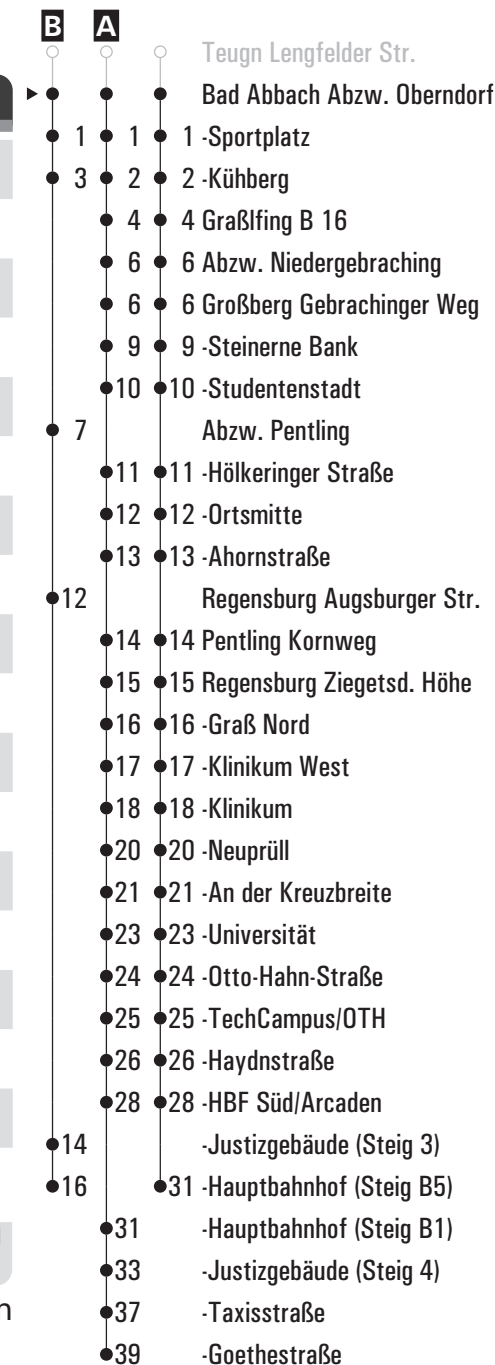 B A
Teugn Lengfelder Str.
Bad Abbach Abzw. Oberndorf
1 1 1 -Sportplatz
3 2 2 -Kühberg
4 4 Graßlfing B 16
6 6 Abzw. Niedergebraching
6 6 Großberg Gebrachinger Weg
9 9 -Steinerne Bank
10 10 -Studentenstadt
7 Abzw. Pentling
11 11 -Hölkeringer Straße
12 12 -Ortsmitte
13 13 -Ahornstraße
12 Regensburg Augsburger Str.
14 14 Pentling Kornweg
15 15 Regensburg Ziegetsd. Höhe
16 16 -Graß Nord
17 17 -Klinikum West
18 18 -Klinikum
20 20 -Neuprüll
21 21 -An der Kreuzbreite
23 23 -Universität
24 24 -Otto-Hahn-Straße
25 25 -TechCampus/OTH
26 26 -Haydnstraße
28 28 -HBF Süd/Arcaden
14 -Justizgebäude (Steig 3)
16 31 -Hauptbahnhof (Steig B5)
31 -Hauptbahnhof (Steig B1)
33 -Justizgebäude (Steig 4)
37 -Taxisstraße
39 -Goethestraße